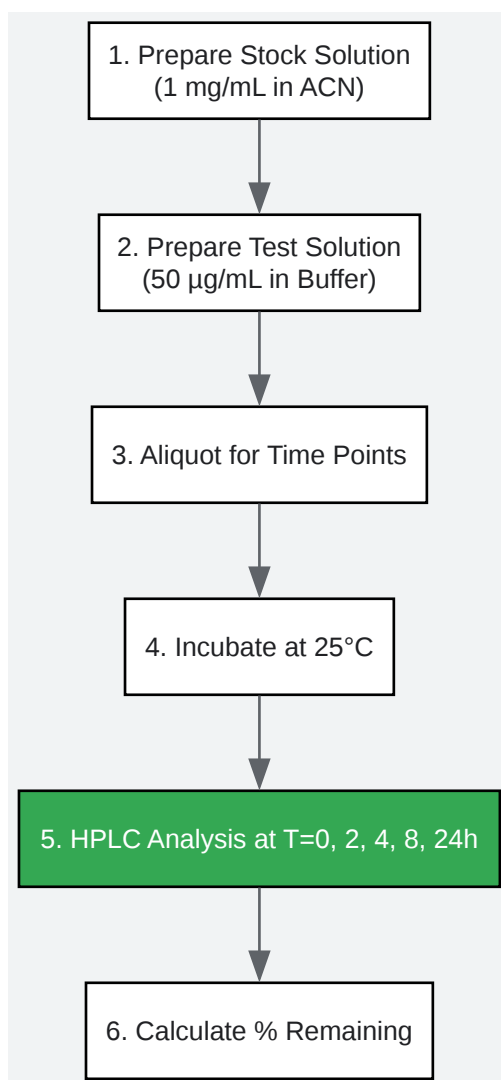 1. Prepare Stock Solution
(1 mg/mL in ACN)
2. Prepare Test Solution
(50 µg/mL in Buffer)
3. Aliquot for Time Points
4. Incubate at 25°C
5. HPLC Analysis at T=0, 2, 4, 8, 24h
6. Calculate % Remaining